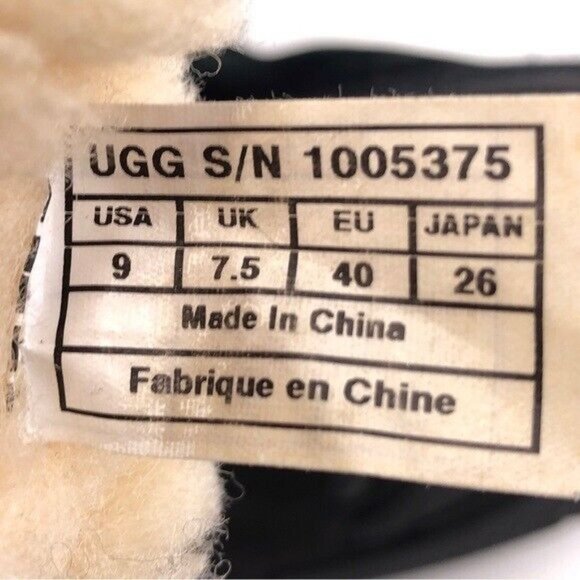 UGG S/N 1005375
USA UK EU JAPAN
9 7.5 40 26
Made In China
Fabrique en Chine